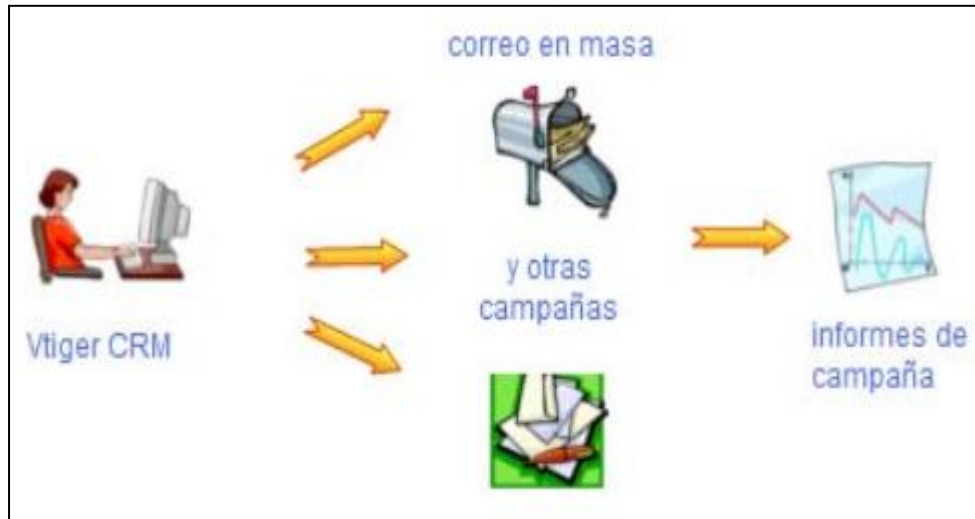 correo en masa
Vtiger CRM
y otras
campañas
informes de
campaña